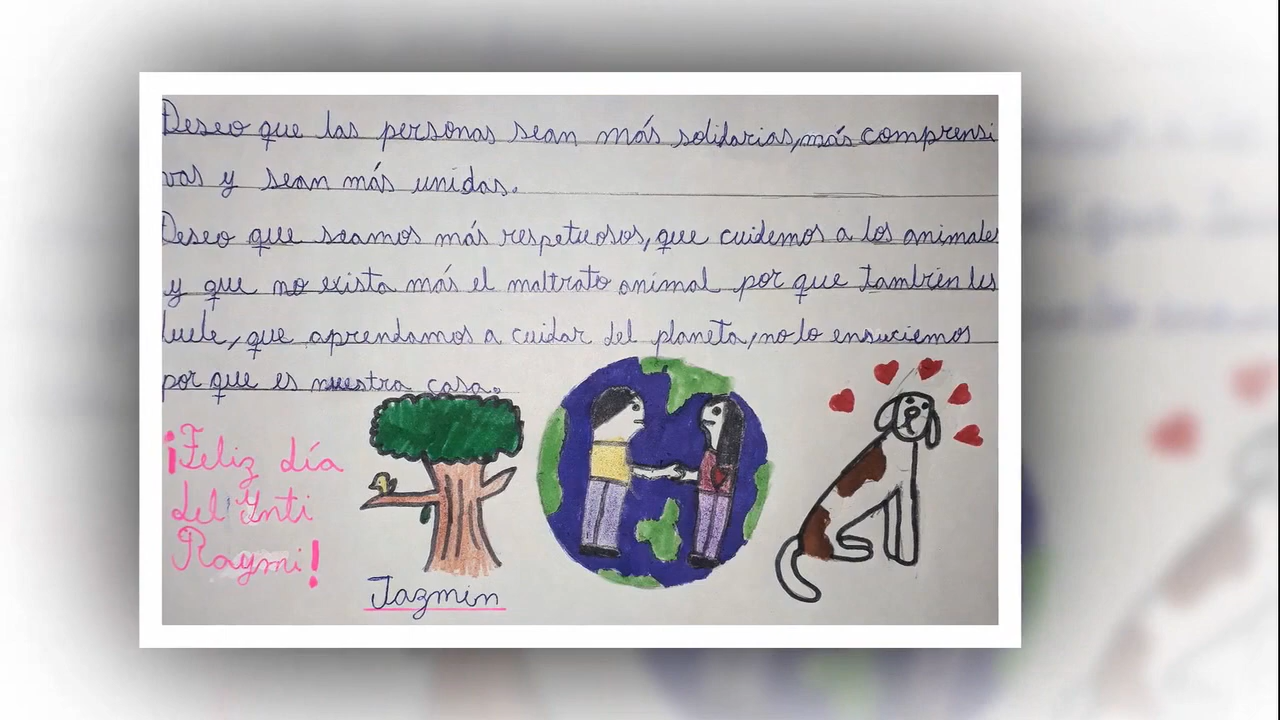 Deseo que las personas sean más solidarias, más comprensi
vas y sean más unidas.
Deseo que seamos más respetuosos, que cuidemos a los animales
y que no exista más el maltrato animal por que tambien les
duele, que aprendamos a cuidar del planeta, no lo ensuciemos
por que es nuestra casa.
¡Feliz día
del Inti
Raymi!
Jazmin